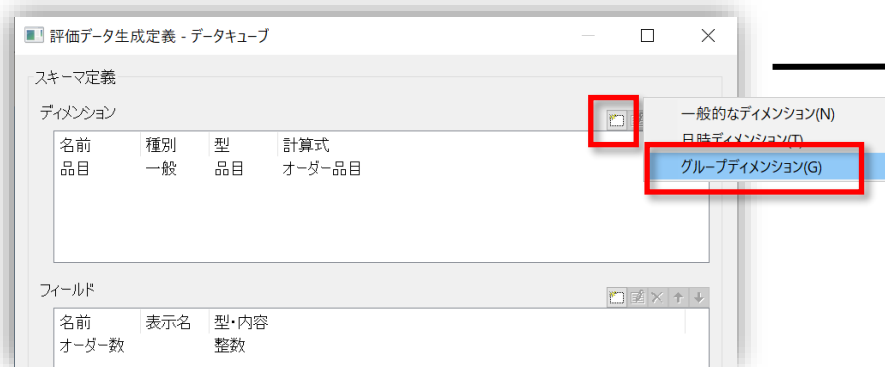 評価データ生成定義 - データキューブ
スキーマ定義
ディメンション
一般的なディメンション(N)
日時ディメンション(T)
グループディメンション(G)
名前 種別 型 計算式
品目 一般 品目 オーダー品目
フィールド
名前 表示名 型・内容
オーダー数 整数